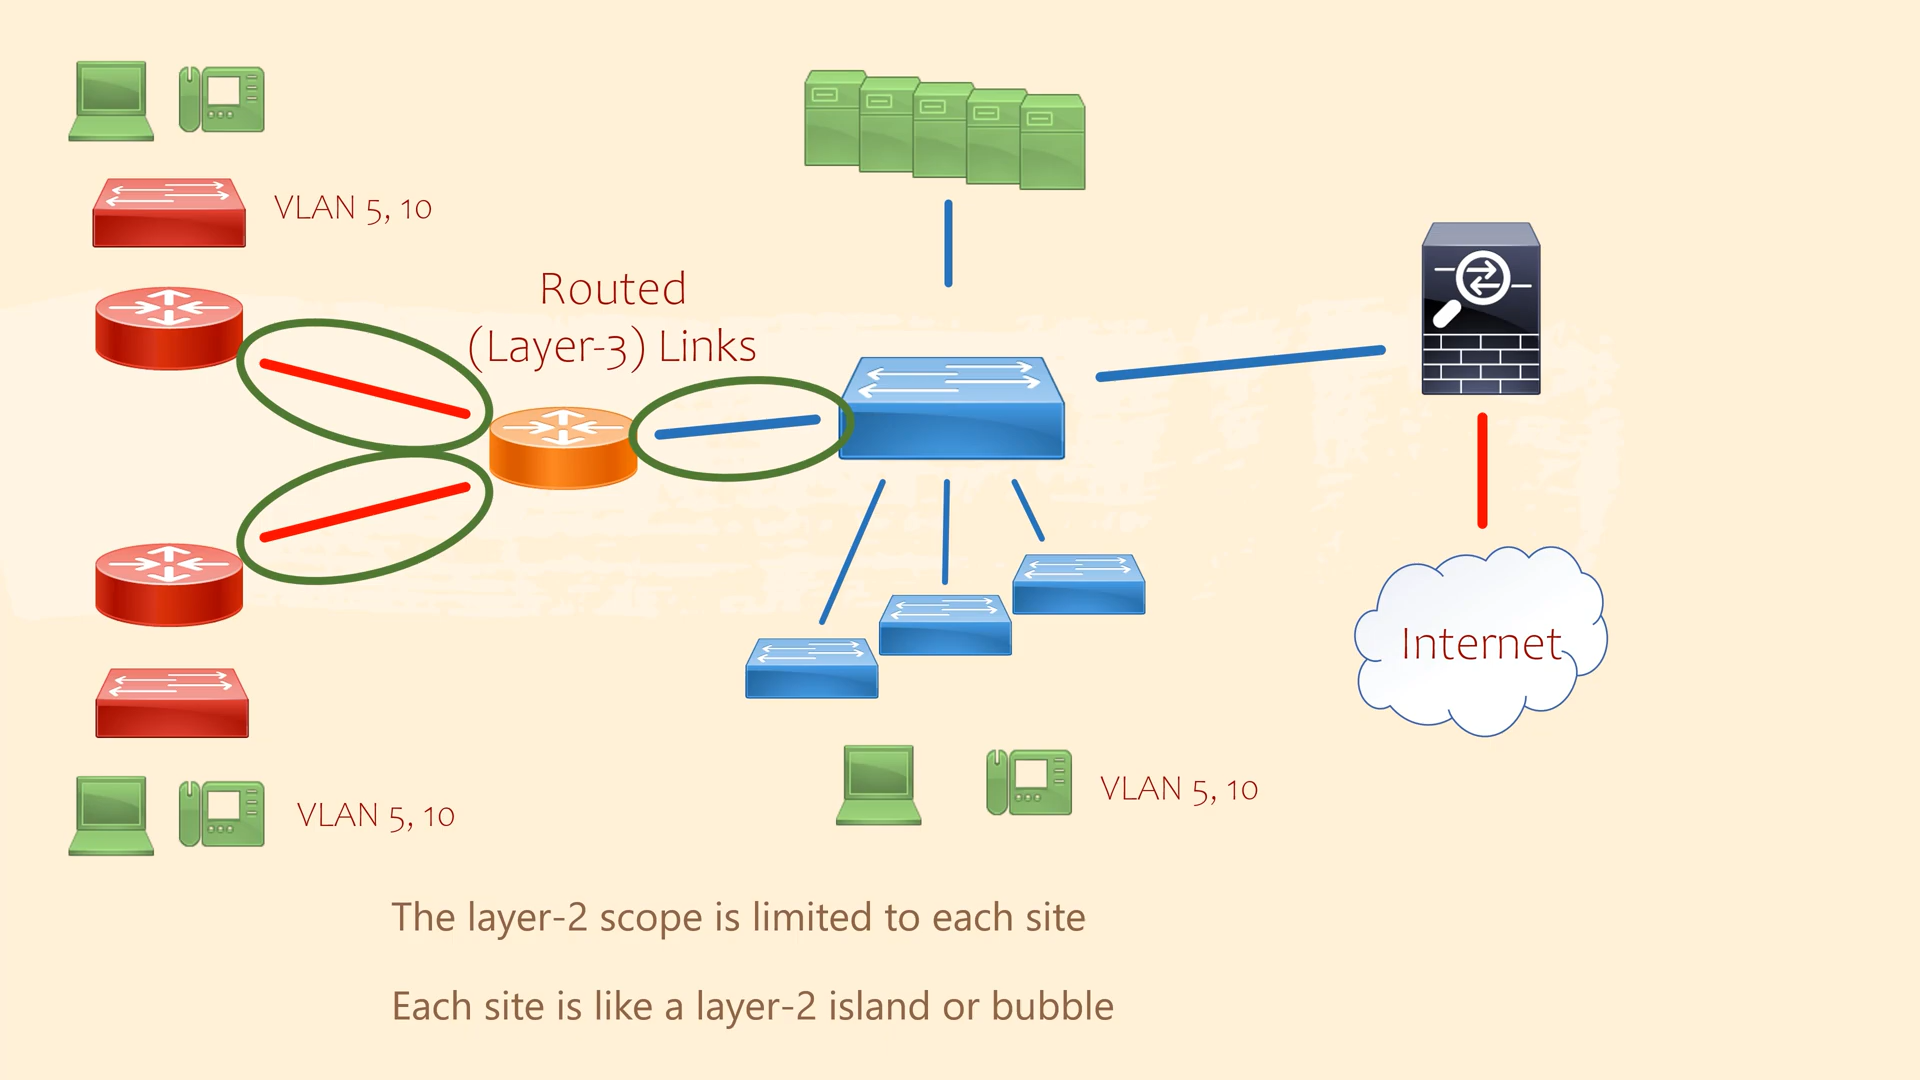 VLAN 5, 10
Routed
(Layer-3) Links
Internet
VLAN 5, 10
VLAN 5, 10
The layer-2 scope is limited to each site
Each site is like a layer-2 island or bubble